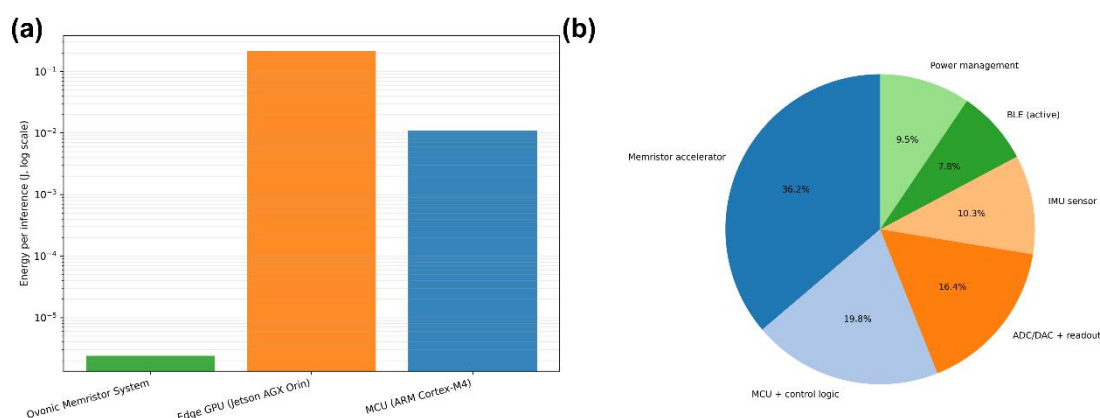 (a)
Energy per inference (J, log scale)
10⁻¹
10⁻²
10⁻³
10⁻⁴
10⁻⁵
Ovonic Memristor System
Edge GPU (Jetson AGX Orin)
MCU (ARM Cortex-M4)
(b)
Power management
9.5%
BLE (active)
7.8%
IMU sensor
10.3%
ADC/DAC + readout
16.4%
MCU + control logic
19.8%
Memristor accelerator
36.2%